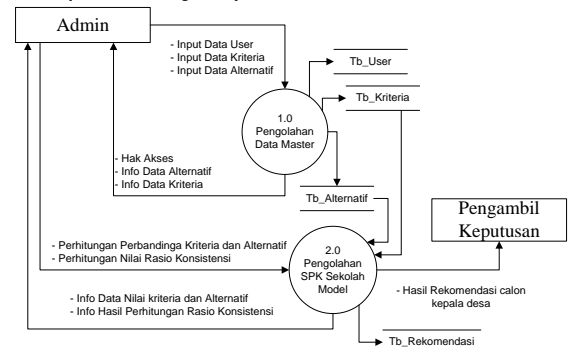 Admin
- Input Data User
- Input Data Kriteria
- Input Data Alternatif
Tb_User
Tb_Kriteria
1.0
Pengolahan
Data Master
- Hak Akses
- Info Data Alternatif
- Info Data Kriteria
Tb_Alternatif
Pengambil
Keputusan
- Perhitungan Perbandinga Kriteria dan Alternatif
- Perhitungan Nilai Rasio Konsistensi
2.0
Pengolahan
SPK Sekolah
Model
- Info Data Nilai kriteria dan Alternatif
- Info Hasil Perhitungan Rasio Konsistensi
- Hasil Rekomendasi calon
kepala desa
Tb_Rekomendasi